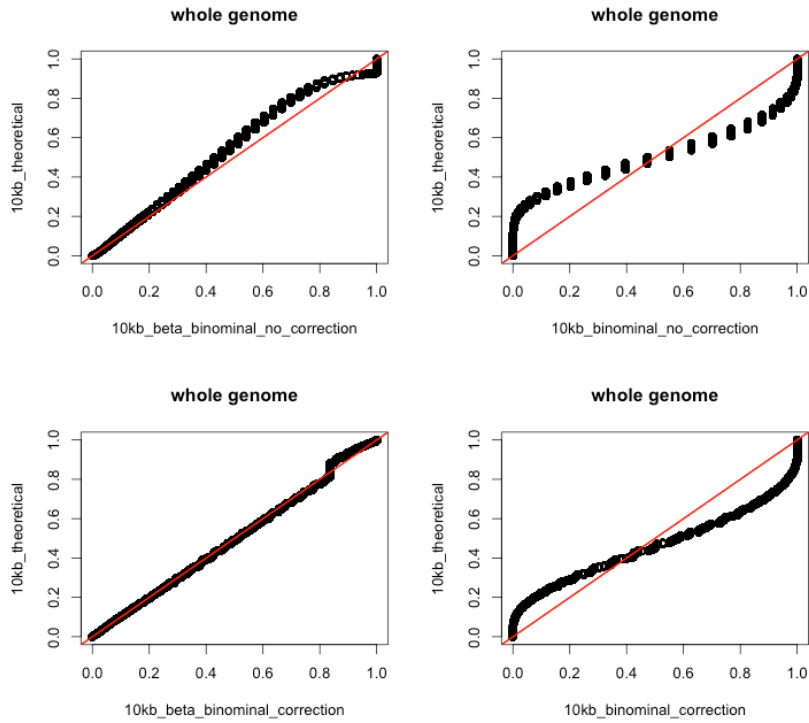 whole genome
whole genome
10kb_theoretical
0.0 0.2 0.4 0.6 0.8 1.0
0.0 0.2 0.4 0.6 0.8 1.0
10kb_beta_binominal_no_correction
10kb_theoretical
0.0 0.2 0.4 0.6 0.8 1.0
0.0 0.2 0.4 0.6 0.8 1.0
10kb_binominal_no_correction
whole genome
whole genome
10kb_theoretical
0.0 0.2 0.4 0.6 0.8 1.0
0.0 0.2 0.4 0.6 0.8 1.0
10kb_beta_binominal_correction
10kb_theoretical
0.0 0.2 0.4 0.6 0.8 1.0
0.0 0.2 0.4 0.6 0.8 1.0
10kb_binominal_correction